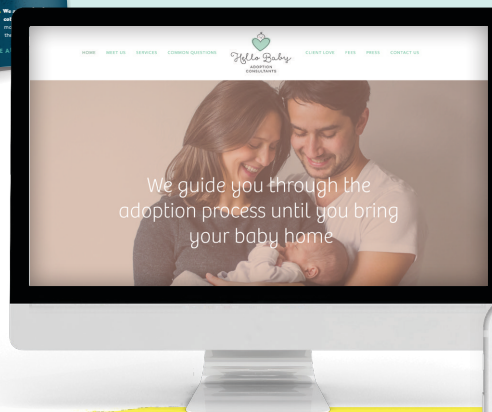 HOME MEET US SERVICES COMMON QUESTIONS CLIENT LOVE FEES PRESS CONTACT US
Hello Baby
ADOPTION
CONSULTANTS
We guide you through the
adoption process until you bring
your baby home